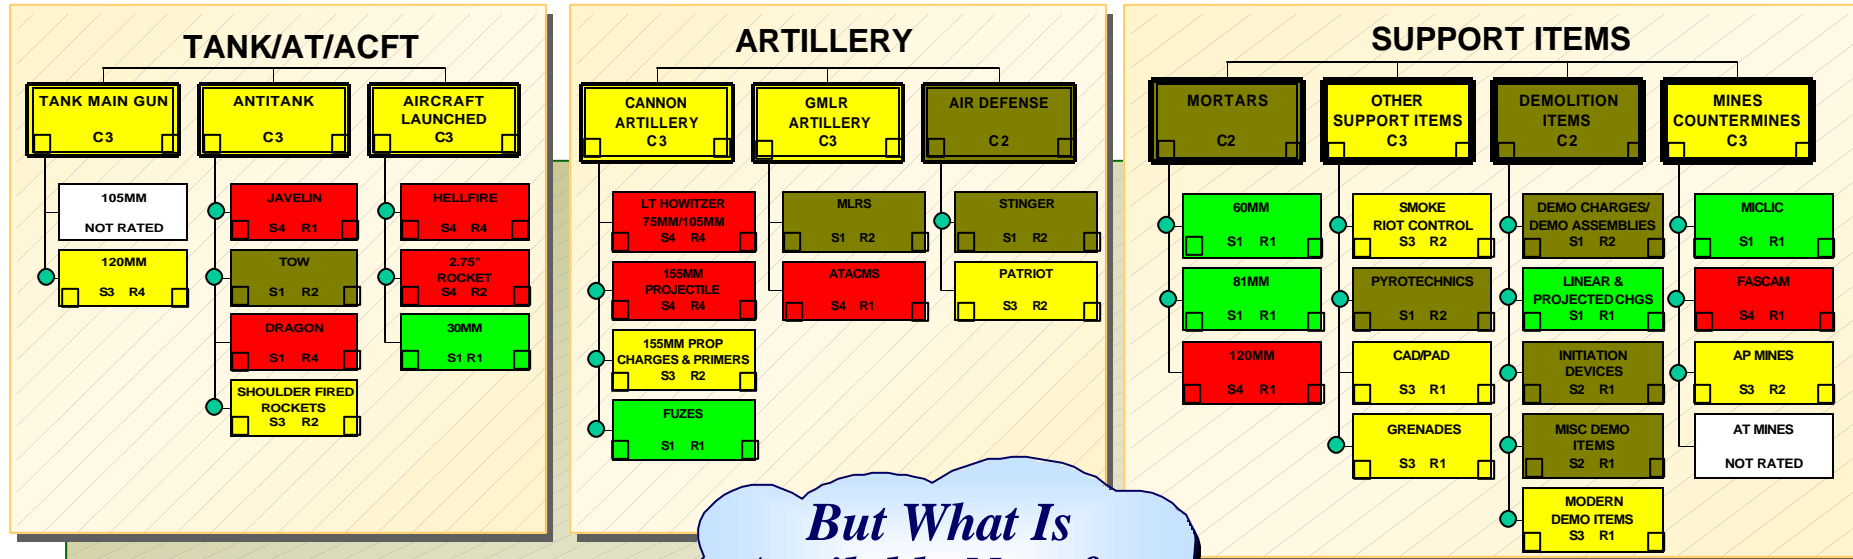 TANK/AT/ACFT
TANK MAIN GUN
C3
105MM
NOT RATED
120MM
S3 R4
ANTITANK
C3
JAVELIN
S4 R1
TOW
S1 R2
DRAGON
S1 R4
SHOULDER FIRED
ROCKETS
S3 R2
AIRCRAFT
LAUNCHED
C3
HELLFIRE
S4 R4
2.75"
ROCKET
S4 R2
30MM
S1 R1
ARTILLERY
CANNON
ARTILLERY
C3
LT HOWITZER
75MM/105MM
S4 R4
155MM
PROJECTILE
S4 R4
155MM PROP
CHARGES & PRIMERS
S3 R2
FUZES
S1 R1
GMLR
ARTILLERY
C3
MLRS
S1 R2
ATACMS
S4 R1
AIR DEFENSE
C2
STINGER
S1 R2
PATRIOT
S3 R2
SUPPORT ITEMS
MORTARS
C2
60MM
S1 R1
81MM
S1 R1
120MM
S4 R1
OTHER
SUPPORT ITEMS
C3
SMOKE
RIOT CONTROL
S3 R2
PYROTECHNICS
S1 R2
CAD/PAD
S3 R1
GRENADES
S3 R1
DEMOLITION
ITEMS
C2
DEMO CHARGES/
DEMO ASSEMBLIES
S1 R2
LINEAR &
PROJECTED CHGS
S1 R1
INITIATION
DEVICES
S2 R1
MISC DEMO
ITEMS
S2 R1
MODERN
DEMO ITEMS
S3 R1
MINES
COUNTERMINES
C3
MICLIC
S1 R1
FASCAM
S4 R1
AP MINES
S3 R2
AT MINES
NOT RATED
But What Is